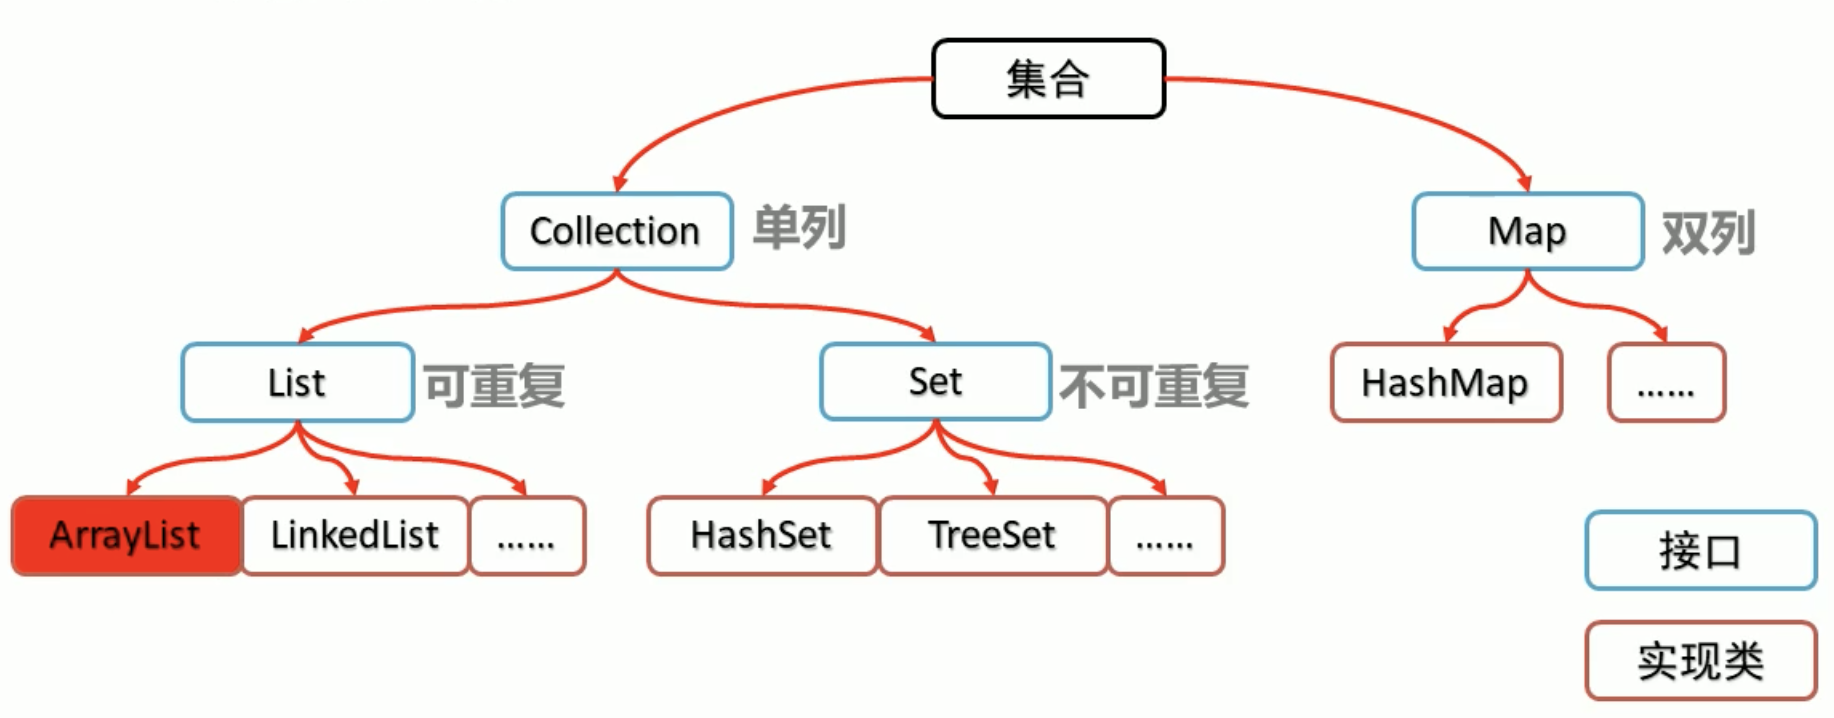 集合
Collection
单列
Map
双列
List
可重复
Set
不可重复
HashMap
……
ArrayList
LinkedList
……
HashSet
TreeSet
……
接口
实现类